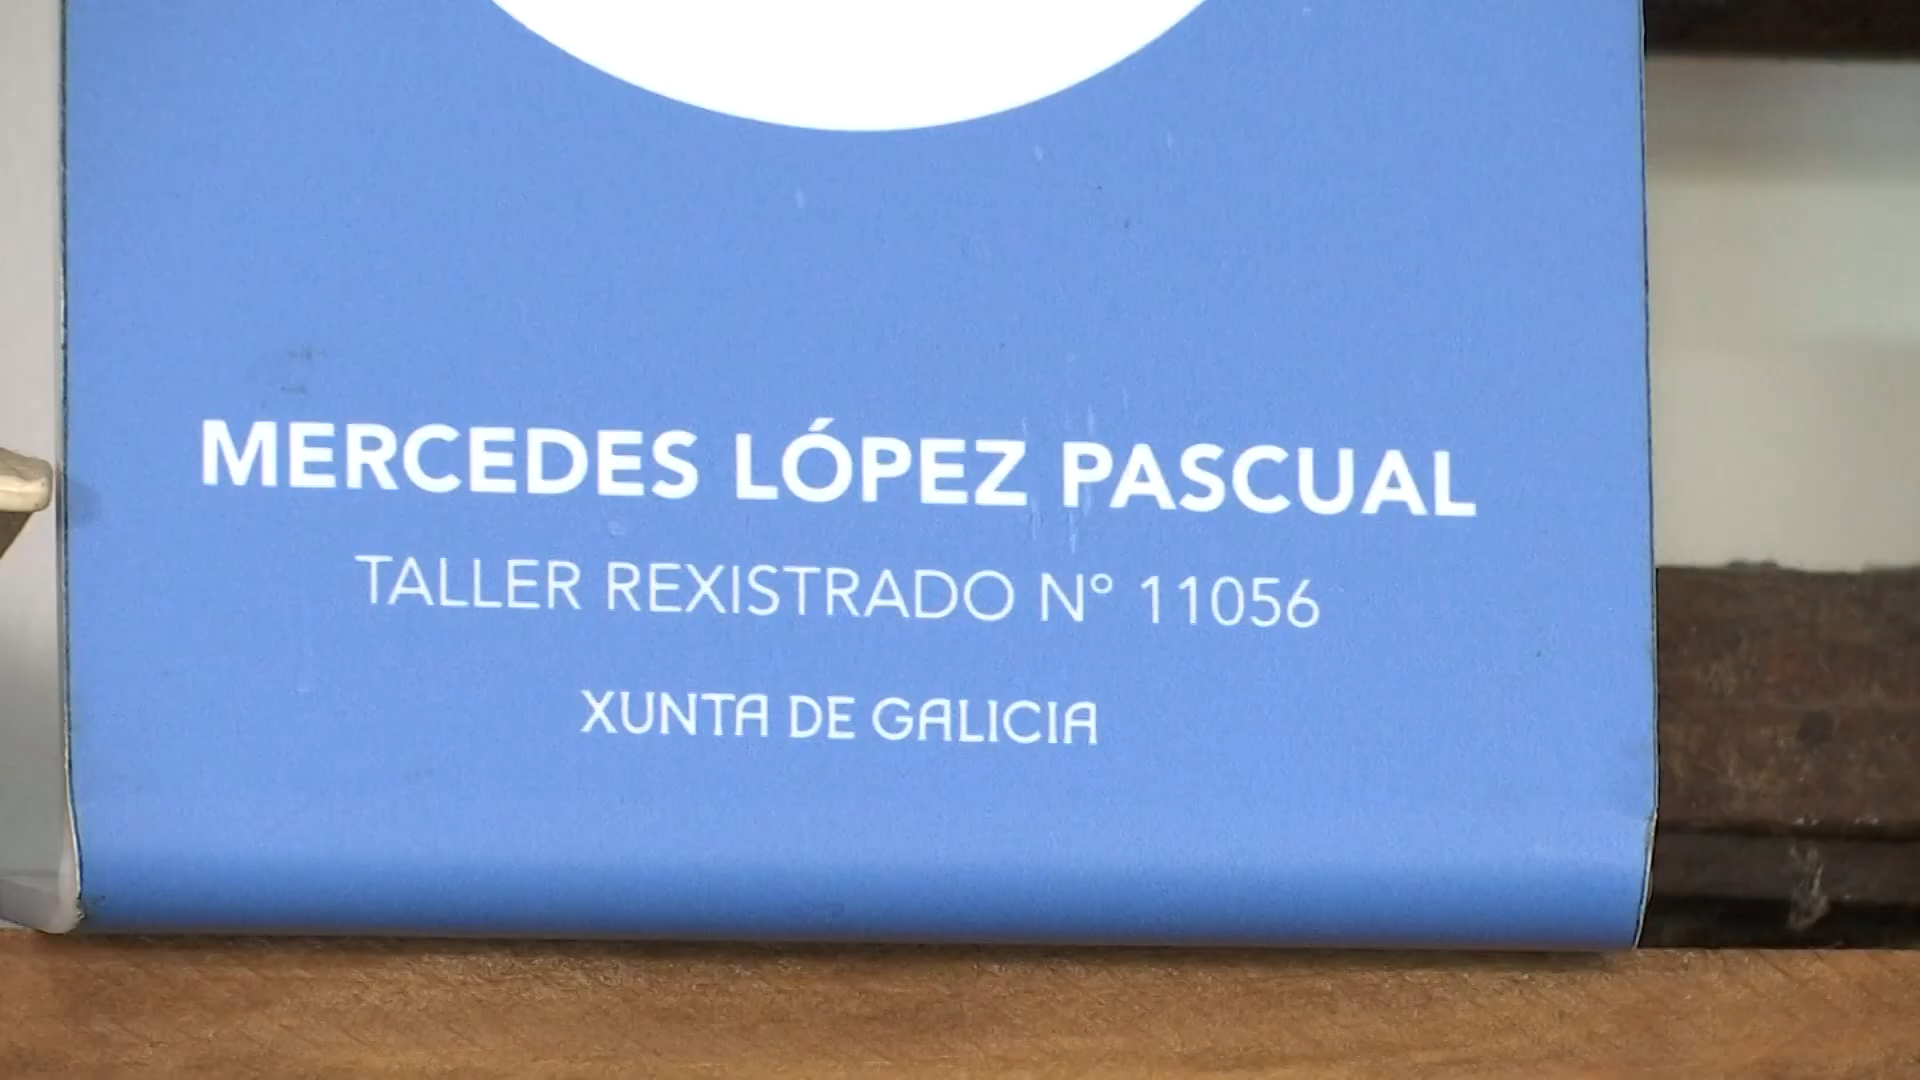 MERCEDES LÓPEZ PASCUAL
TALLER REXISTRADO Nº 11056
XUNTA DE GALICIA